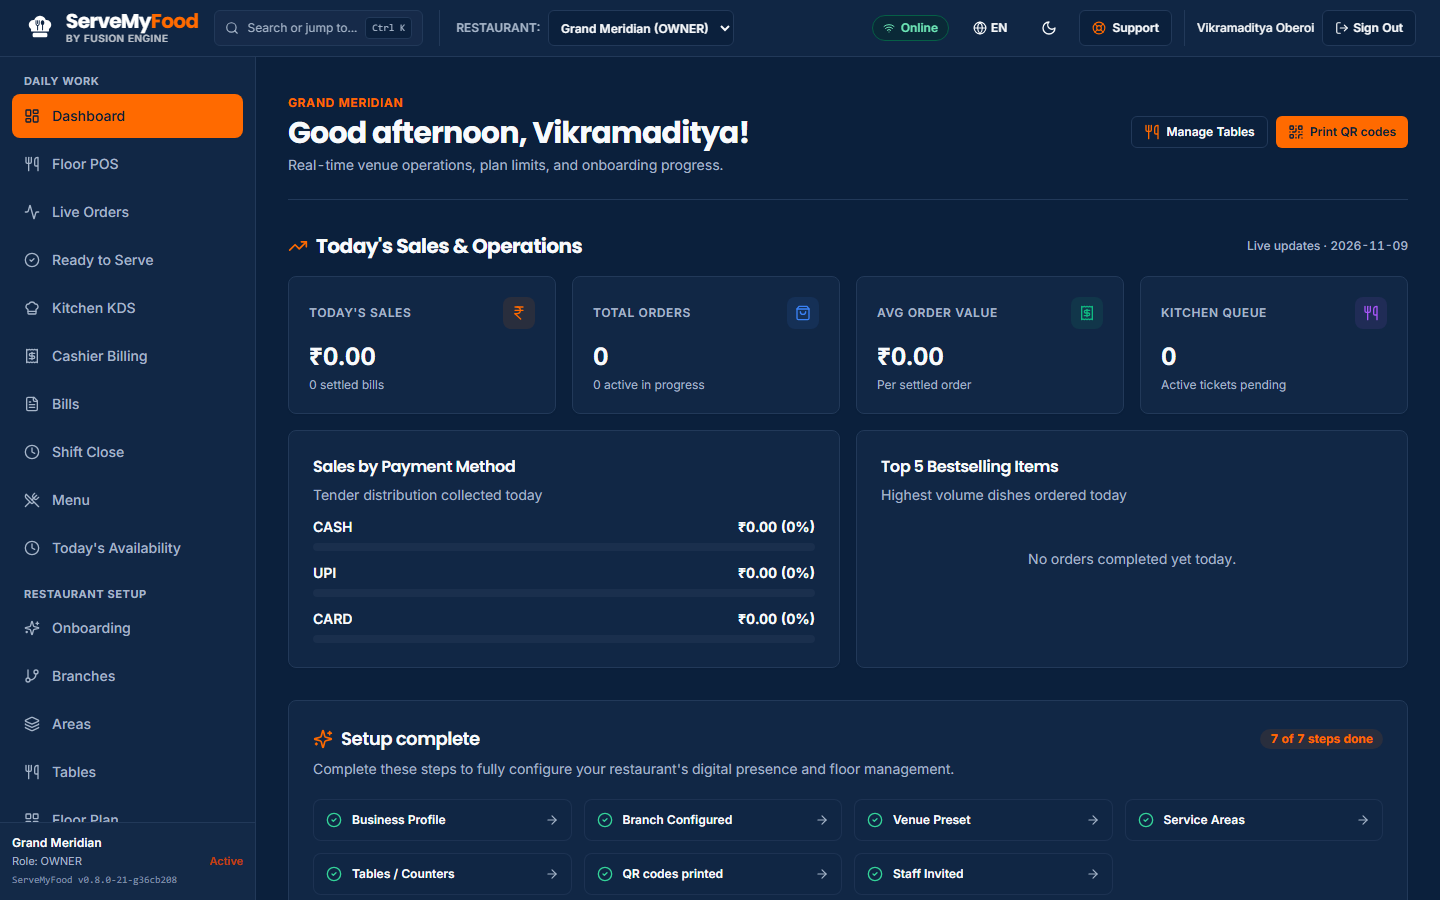 ServeMyFood
BY FUSION ENGINE
Search or jump to... Ctrl K
RESTAURANT: Grand Meridian (OWNER)
Online
EN
Support
Vikramaditya Oberoi
Sign Out
DAILY WORK
Dashboard
Floor POS
Live Orders
Ready to Serve
Kitchen KDS
Cashier Billing
Bills
Shift Close
Menu
Today's Availability
RESTAURANT SETUP
Onboarding
Branches
Areas
Tables
Floor Plan
Grand Meridian
Role: OWNER Active
ServeMyFood v0.8.0-21-g36cb208
GRAND MERIDIAN
Good afternoon, Vikramaditya!
Real-time venue operations, plan limits, and onboarding progress.
Manage Tables
Print QR codes
Today's Sales & Operations
Live updates · 2026-11-09
TODAY'S SALES
₹0.00
0 settled bills
TOTAL ORDERS
0
0 active in progress
AVG ORDER VALUE
₹0.00
Per settled order
KITCHEN QUEUE
0
Active tickets pending
Sales by Payment Method
Tender distribution collected today
CASH ₹0.00 (0%)
UPI ₹0.00 (0%)
CARD ₹0.00 (0%)
Top 5 Bestselling Items
Highest volume dishes ordered today
No orders completed yet today.
Setup complete
7 of 7 steps done
Complete these steps to fully configure your restaurant's digital presence and floor management.
Business Profile
Branch Configured
Venue Preset
Service Areas
Tables / Counters
QR codes printed
Staff Invited